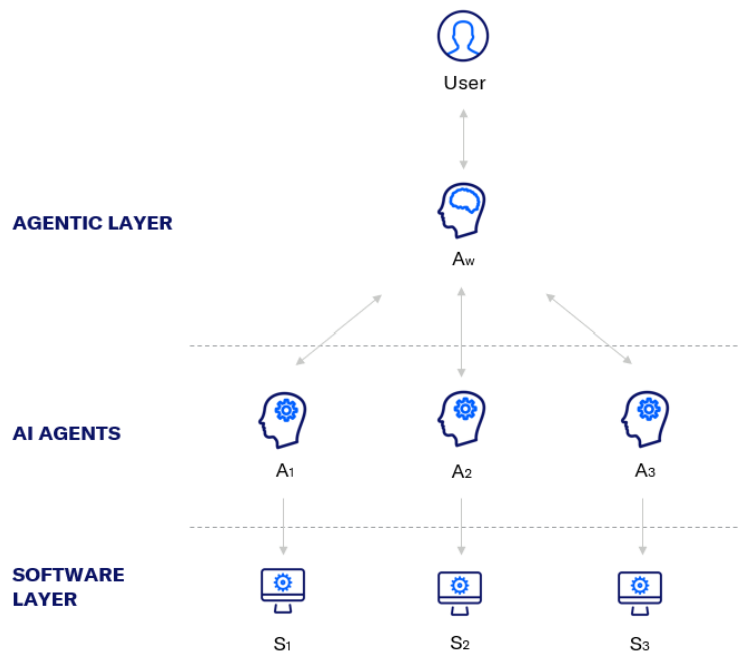 User
AGENTIC LAYER
Aw
AI AGENTS
A1
A2
A3
SOFTWARE
LAYER
S1
S2
S3